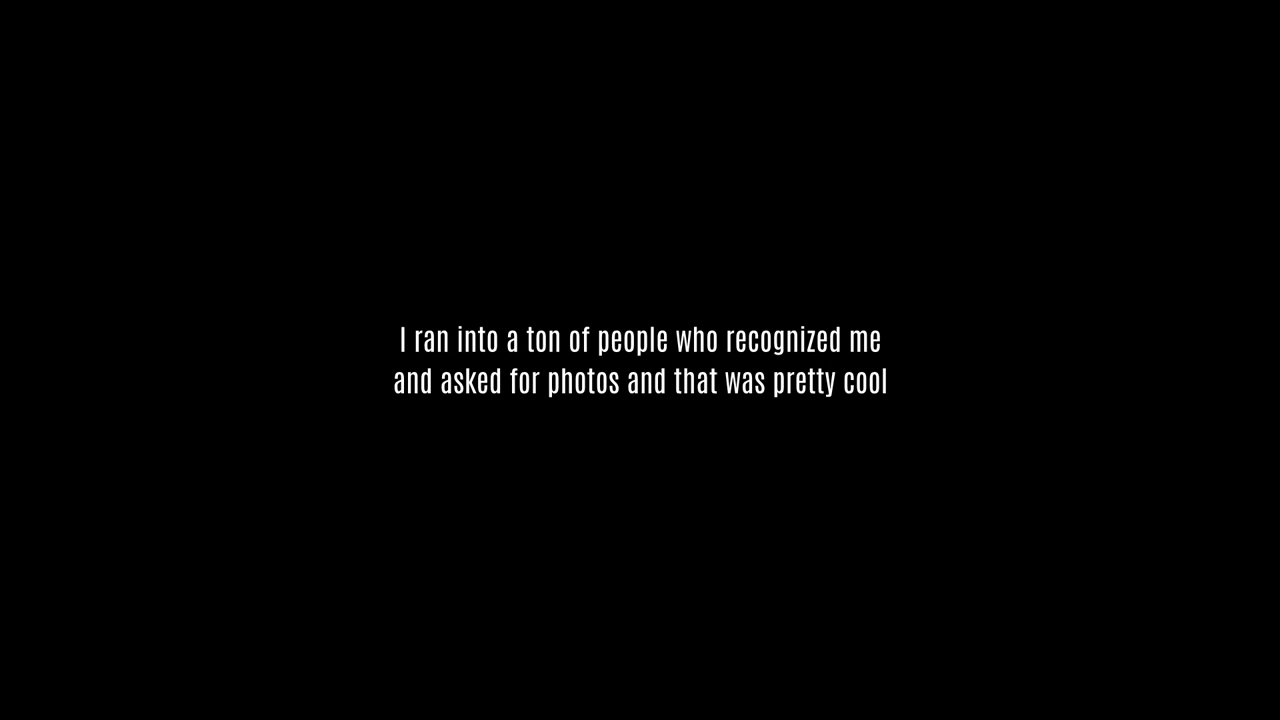 I ran into a ton of people who recognized me
and asked for photos and that was pretty cool